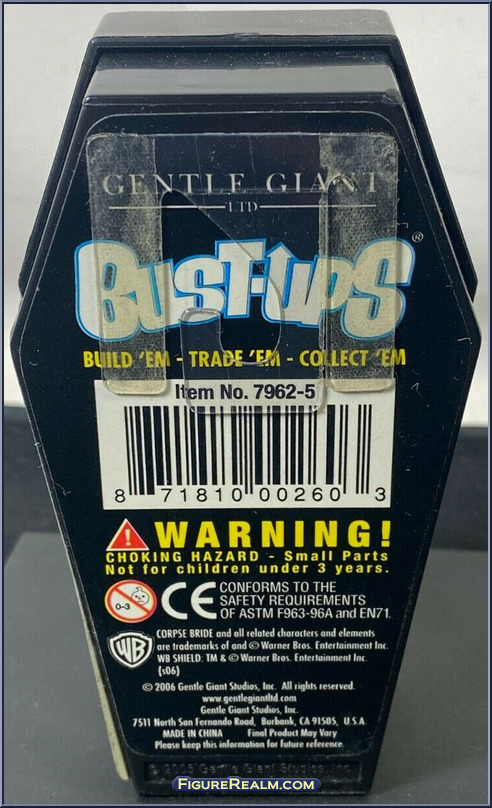 GENTLE GIANT
LTD
BUST-UPS®
BUILD 'EM - TRADE 'EM - COLLECT 'EM
Item No. 7962-5
8 71810 00260 3
WARNING!
CHOKING HAZARD - Small Parts
Not for children under 3 years.
0-3
CE
CONFORMS TO THE
SAFETY REQUIREMENTS
OF ASTM F963-96A and EN71.
WB
CORPSE BRIDE and all related characters and elements
are trademarks of and © Warner Bros. Entertainment Inc.
WB SHIELD: TM & © Warner Bros. Entertainment Inc.
(s06)
© 2006 Gentle Giant Studios, Inc. All rights reserved.
www.gentlegiantltd.com
Gentle Giant Studios, Inc.
7511 North San Fernando Road, Burbank, CA 91505, U.S.A.
MADE IN CHINA Final Product May Vary
Please keep this information for future reference.
© 2006 Gentle Giant Studios, Inc.
FIGUREREALM.COM